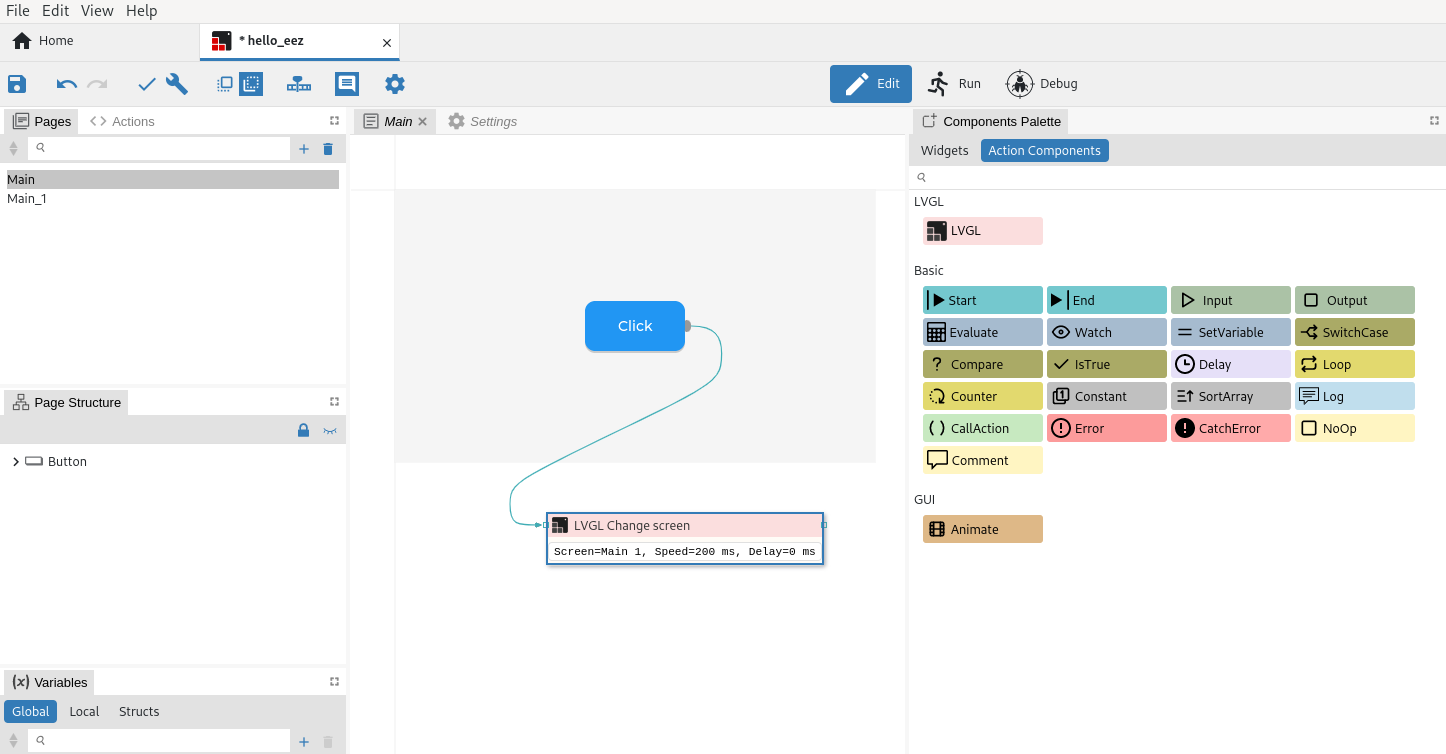 File Edit View Help
Home
* hello_eez
Edit
Run
Debug
Pages
Actions
Main
Main_1
Page Structure
Button
(x) Variables
Global Local Structs
Main
Settings
Click
LVGL Change screen
Screen=Main 1, Speed=200 ms, Delay=0 ms
Components Palette
Widgets Action Components
LVGL
LVGL
Basic
Start End Input Output
Evaluate Watch SetVariable SwitchCase
Compare IsTrue Delay Loop
Counter Constant SortArray Log
CallAction Error CatchError NoOp
Comment
GUI
Animate